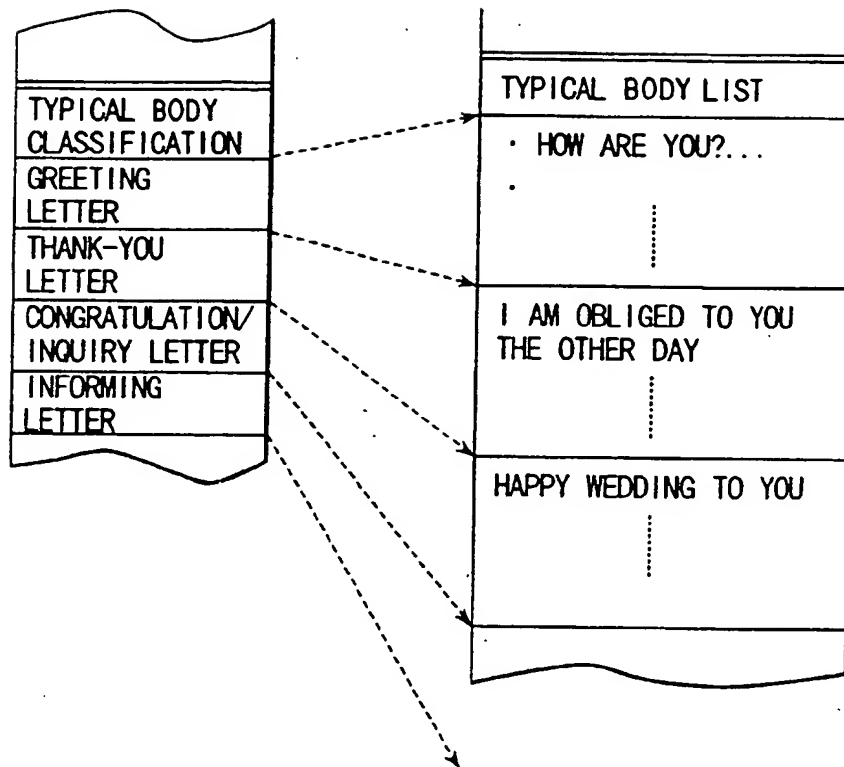 TYPICAL BODY
CLASSIFICATION
GREETING
LETTER
THANK-YOU
LETTER
CONGRATULATION/
INQUIRY LETTER
INFORMING
LETTER
TYPICAL BODY LIST
· HOW ARE YOU?...
·
I AM OBLIGED TO YOU
THE OTHER DAY
HAPPY WEDDING TO YOU